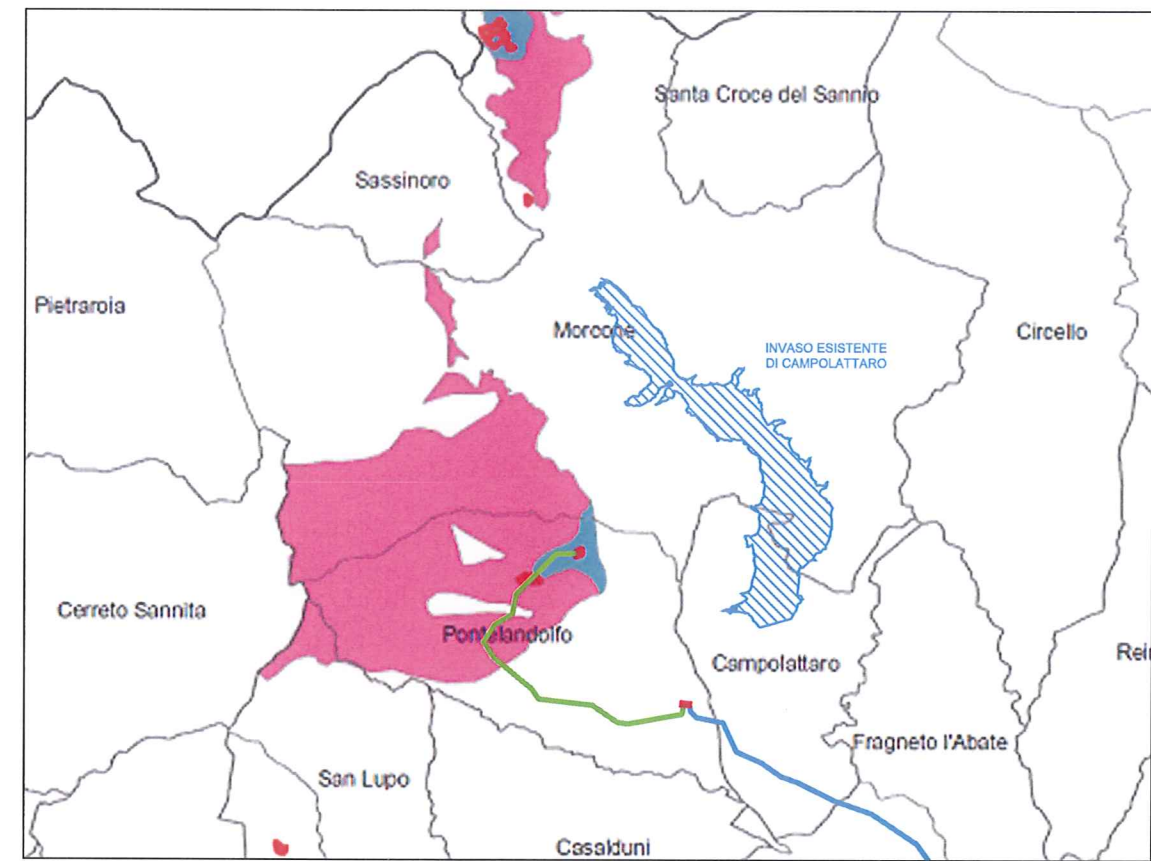 Santa Croce del Sannio
Sassinoro
Pietraroia
Morcone
INVASO ESISTENTE
DI CAMPOLATTARO
Circello
Cerreto Sannita
Pontelandolfo
Campolattaro
Rei
Fragneto l'Abate
San Lupo
Casalduni